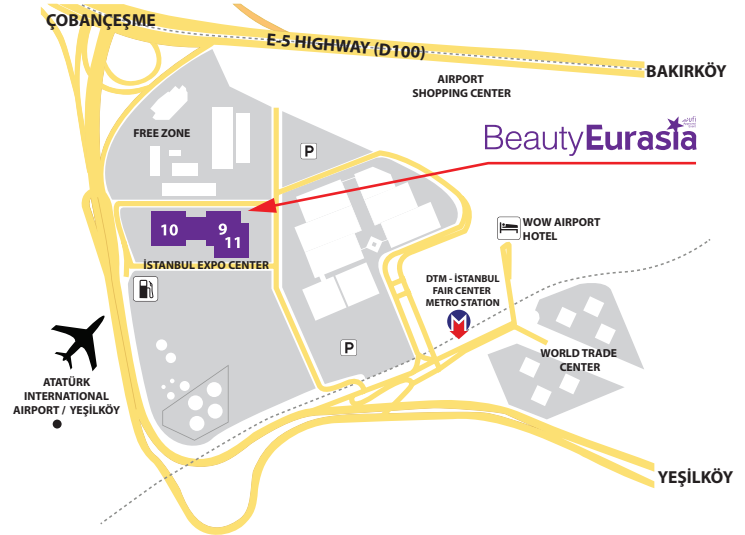 ÇOBANÇEŞME
E-5 HIGHWAY (D100)
BAKIRKÖY
AIRPORT
SHOPPING CENTER
FREE ZONE
P
BeautyEurasia
10
9
11
İSTANBUL EXPO CENTER
WOW AIRPORT
HOTEL
DTM - İSTANBUL
FAIR CENTER
METRO STATION
M
P
WORLD TRADE
CENTER
ATATÜRK
INTERNATIONAL
AIRPORT / YEŞİLKÖY
YEŞİLKÖY